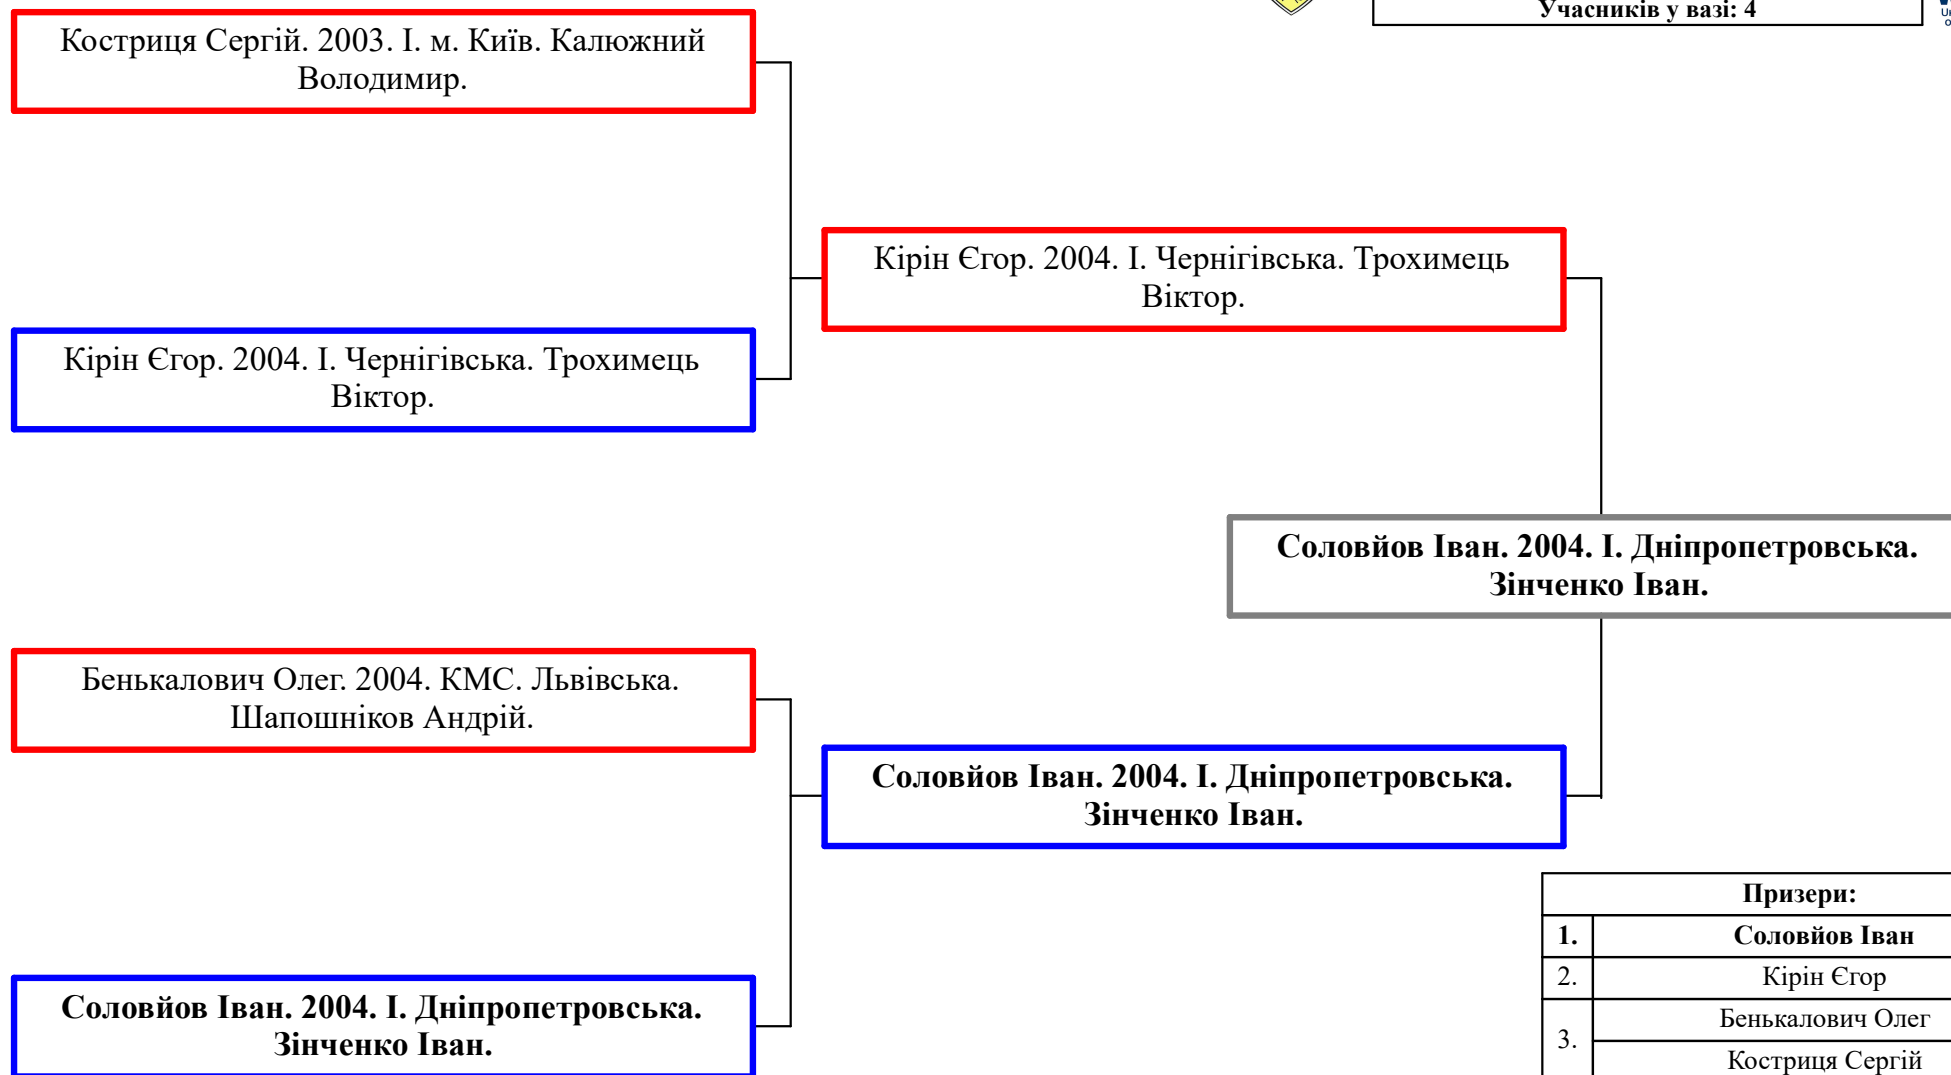 Учасників у вазі: 4
Костриця Сергій. 2003. І. м. Київ. Калюжний
Володимир.
Кірін Єгор. 2004. І. Чернігівська. Трохимець
Віктор.
Кірін Єгор. 2004. І. Чернігівська. Трохимець
Віктор.
Соловйов Іван. 2004. І. Дніпропетровська.
Зінченко Іван.
Бенькалович Олег. 2004. КМС. Львівська.
Шапошніков Андрій.
Соловйов Іван. 2004. І. Дніпропетровська.
Зінченко Іван.
Соловйов Іван. 2004. І. Дніпропетровська.
Зінченко Іван.
Призери:
1. Соловйов Іван
2. Кірін Єгор
3. Бенькалович Олег
Костриця Сергій